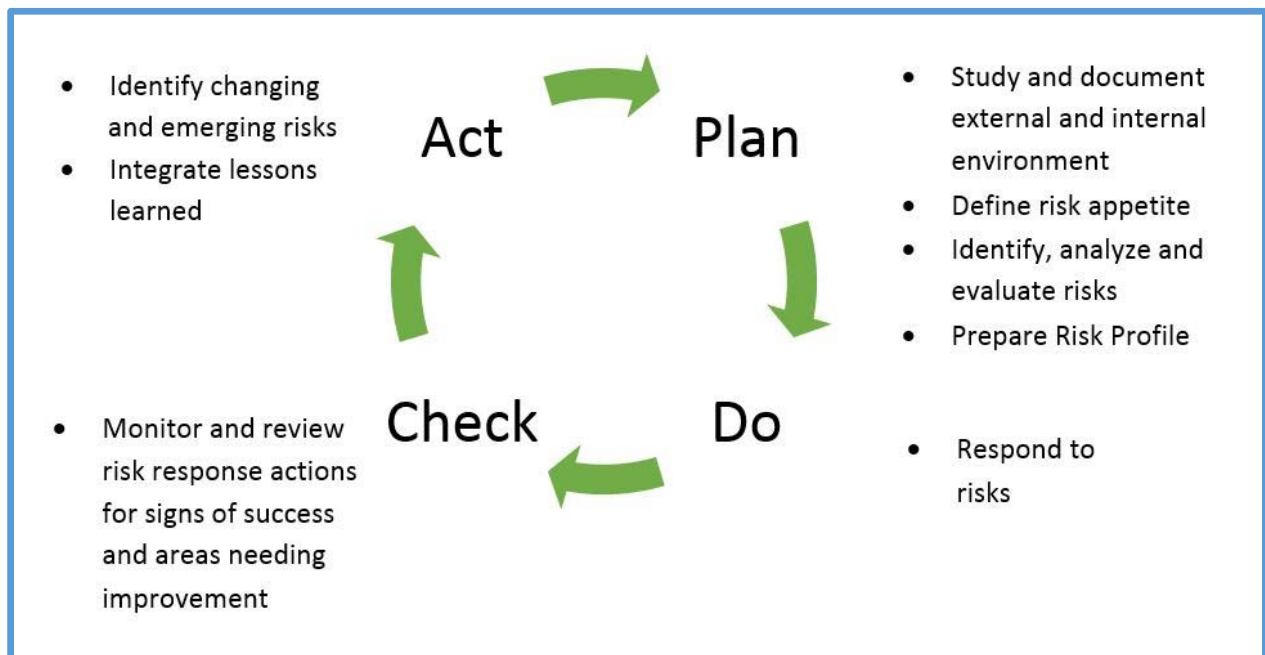 Act
• Identify changing
and emerging risks
• Integrate lessons
learned
Plan
• Study and document
external and internal
environment
• Define risk appetite
• Identify, analyze and
evaluate risks
• Prepare Risk Profile
Do
• Respond to
risks
Check
• Monitor and review
risk response actions
for signs of success
and areas needing
improvement